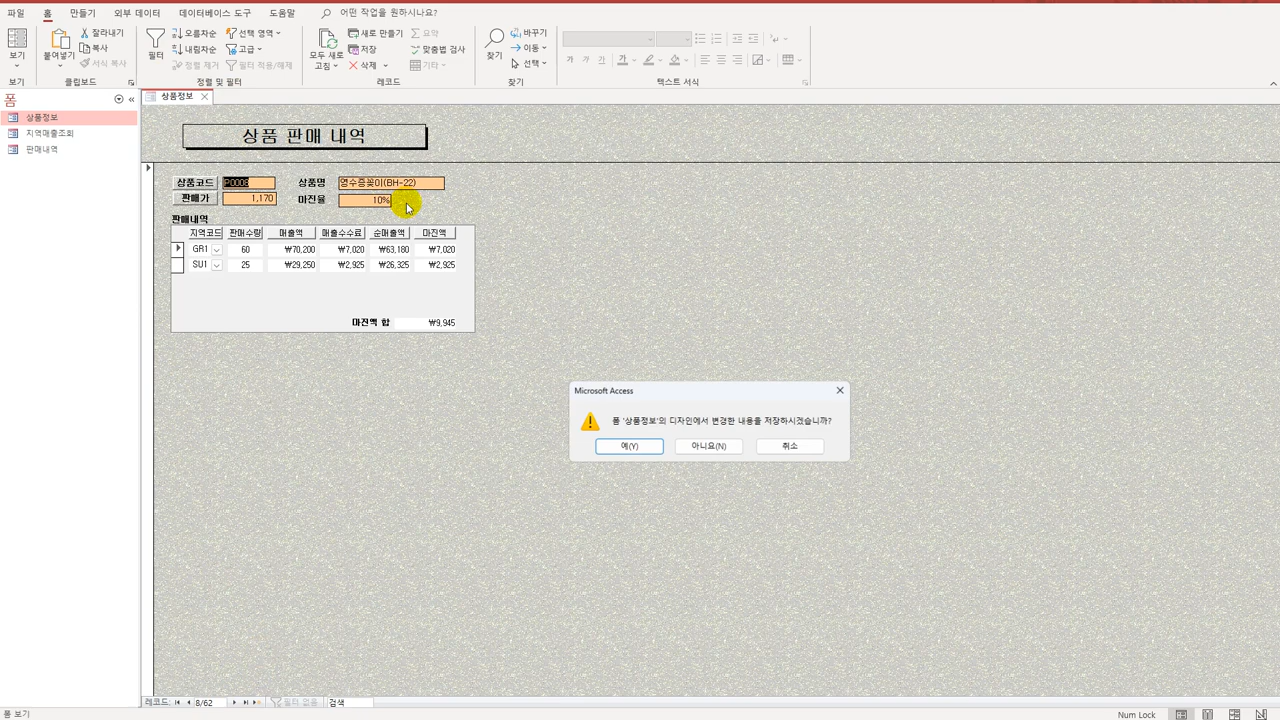 파일 홈 만들기 외부 데이터 데이터베이스 도구 도움말 어떤 작업을 원하시나요?
보기
붙여넣기
잘라내기
복사
서식 복사
필터
오름차순
내림차순
정렬 제거
선택 영역
고급
필터 적용/해제
모두 새로 고침
새로 만들기
저장
삭제
요약
맞춤법 검사
기타
찾기
바꾸기
이동
선택
가 가 가 가
보기 클립보드 정렬 및 필터 레코드 찾기 텍스트 서식
폼
상품정보
지역매출조회
판매내역
상품정보
상품 판매 내역
상품코드 P0008 상품명 영수증꽂이(BH-22)
판매가 1,170 마진율 10%
판매내역
지역코드 판매수량 매출액 매출수수료 순매출액 마진액
GR1 60 ₩70,200 ₩7,020 ₩63,180 ₩7,020
SU1 25 ₩29,250 ₩2,925 ₩26,325 ₩2,925
마진액 합 ₩9,945
Microsoft Access
폼 '상품정보'의 디자인에서 변경한 내용을 저장하시겠습니까?
예(Y) 아니요(N) 취소
레코드: 8/62 필터 없음 검색
폼 보기 Num Lock